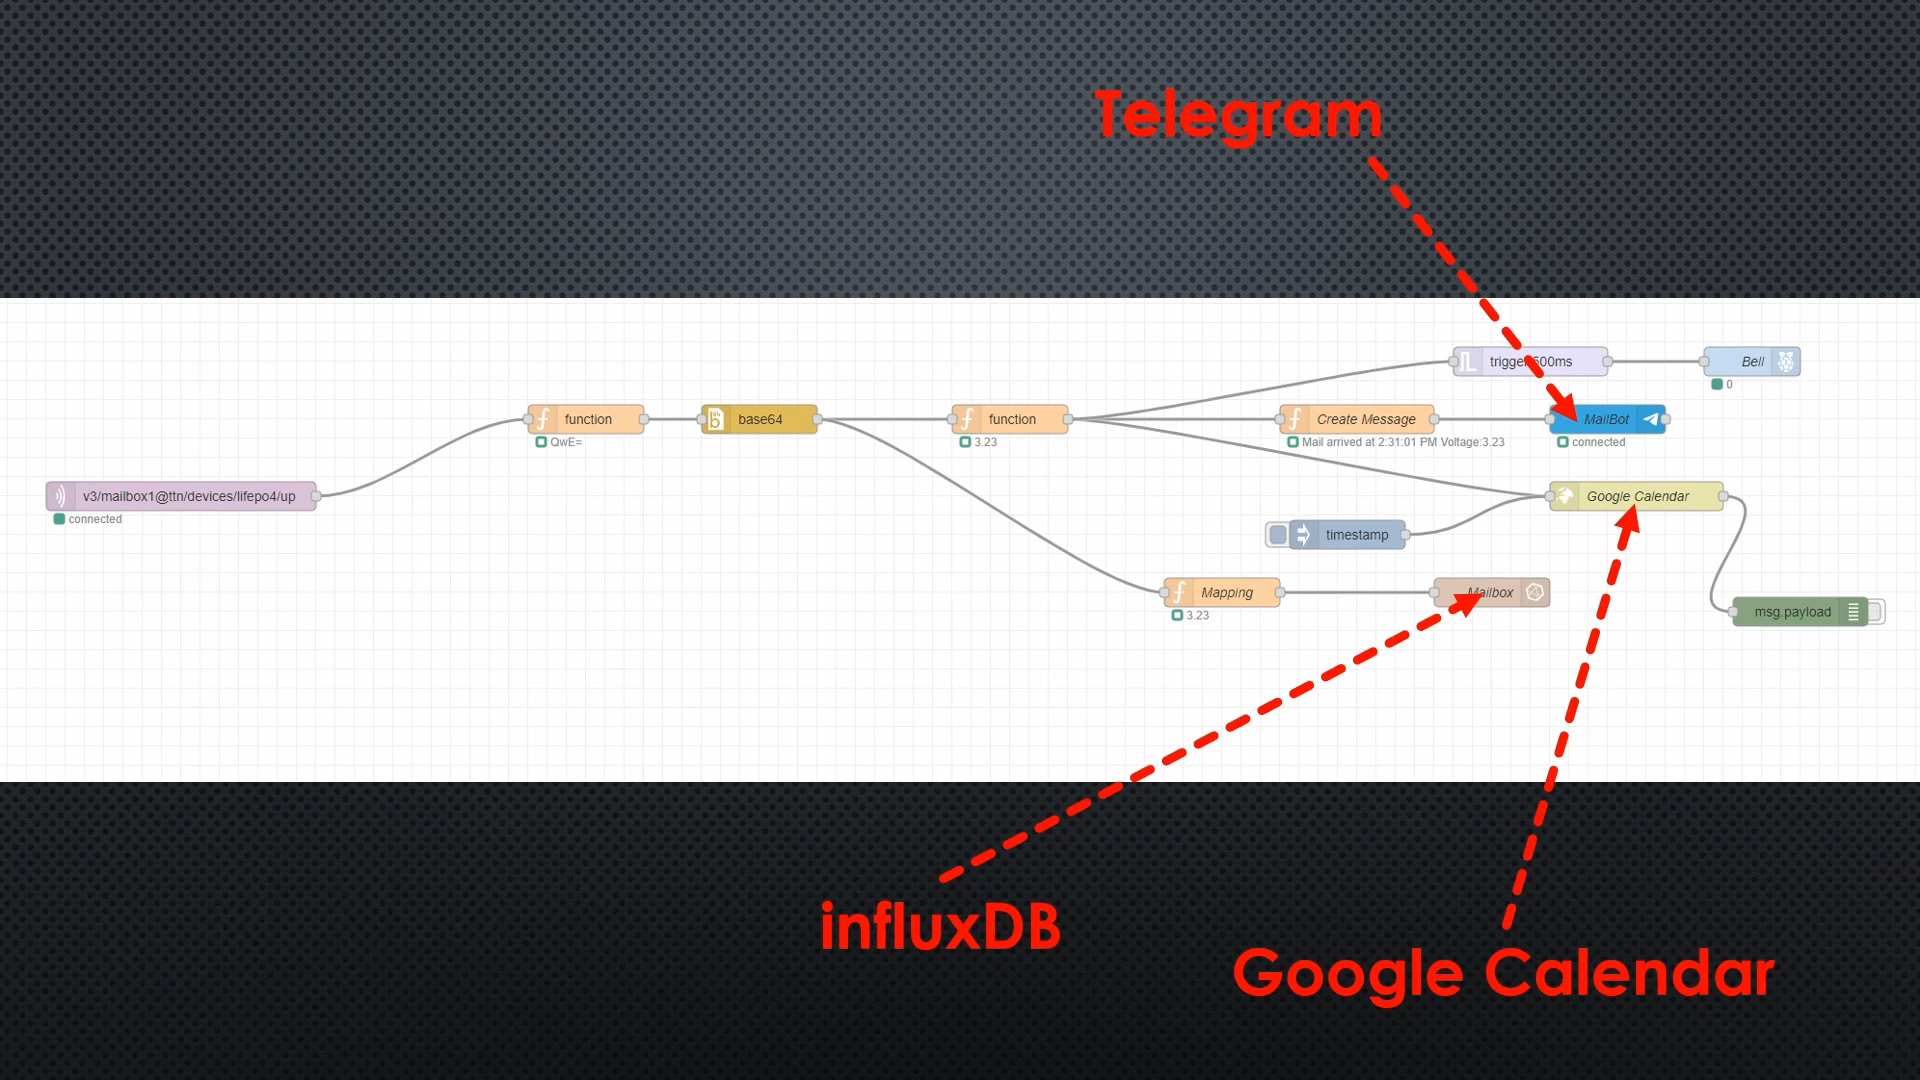 Telegram
trigger 500ms
Bell
0
function
QwE=
base64
function
3.23
Create Message
Mail arrived at 2:31:01 PM Voltage:3.23
MailBot
connected
v3/mailbox1@ttn/devices/lifepo4/up
connected
Google Calendar
timestamp
Mapping
3.23
Mailbox
msg.payload
influxDB
Google Calendar